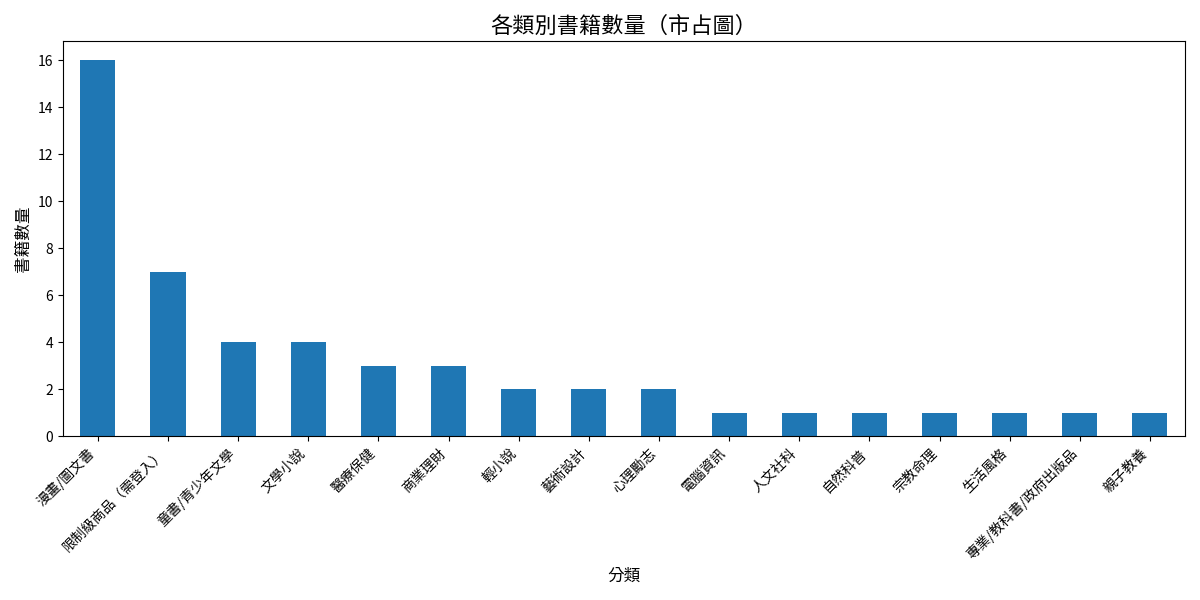 各類別書籍數量（市占圖）
書籍數量
16
14
12
10
8
6
4
2
0
漫畫/圖文書
限制級商品（需登入）
童書/青少年文學
文學小說
醫療保健
商業理財
輕小說
藝術設計
心理勵志
電腦資訊
人文社科
自然科普
宗教命理
生活風格
專業/教科書/政府出版品
親子教養
分類